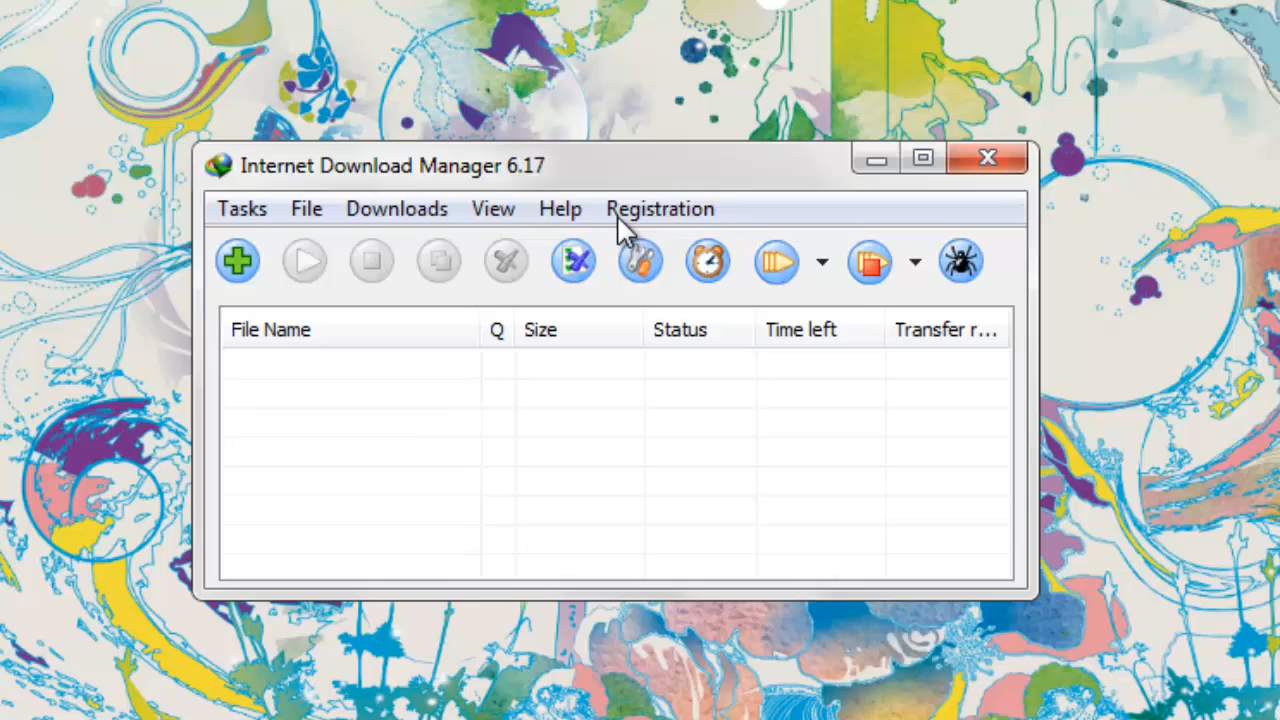 Internet Download Manager 6.17
Tasks File Downloads View Help Registration
File Name Q Size Status Time left Transfer r...